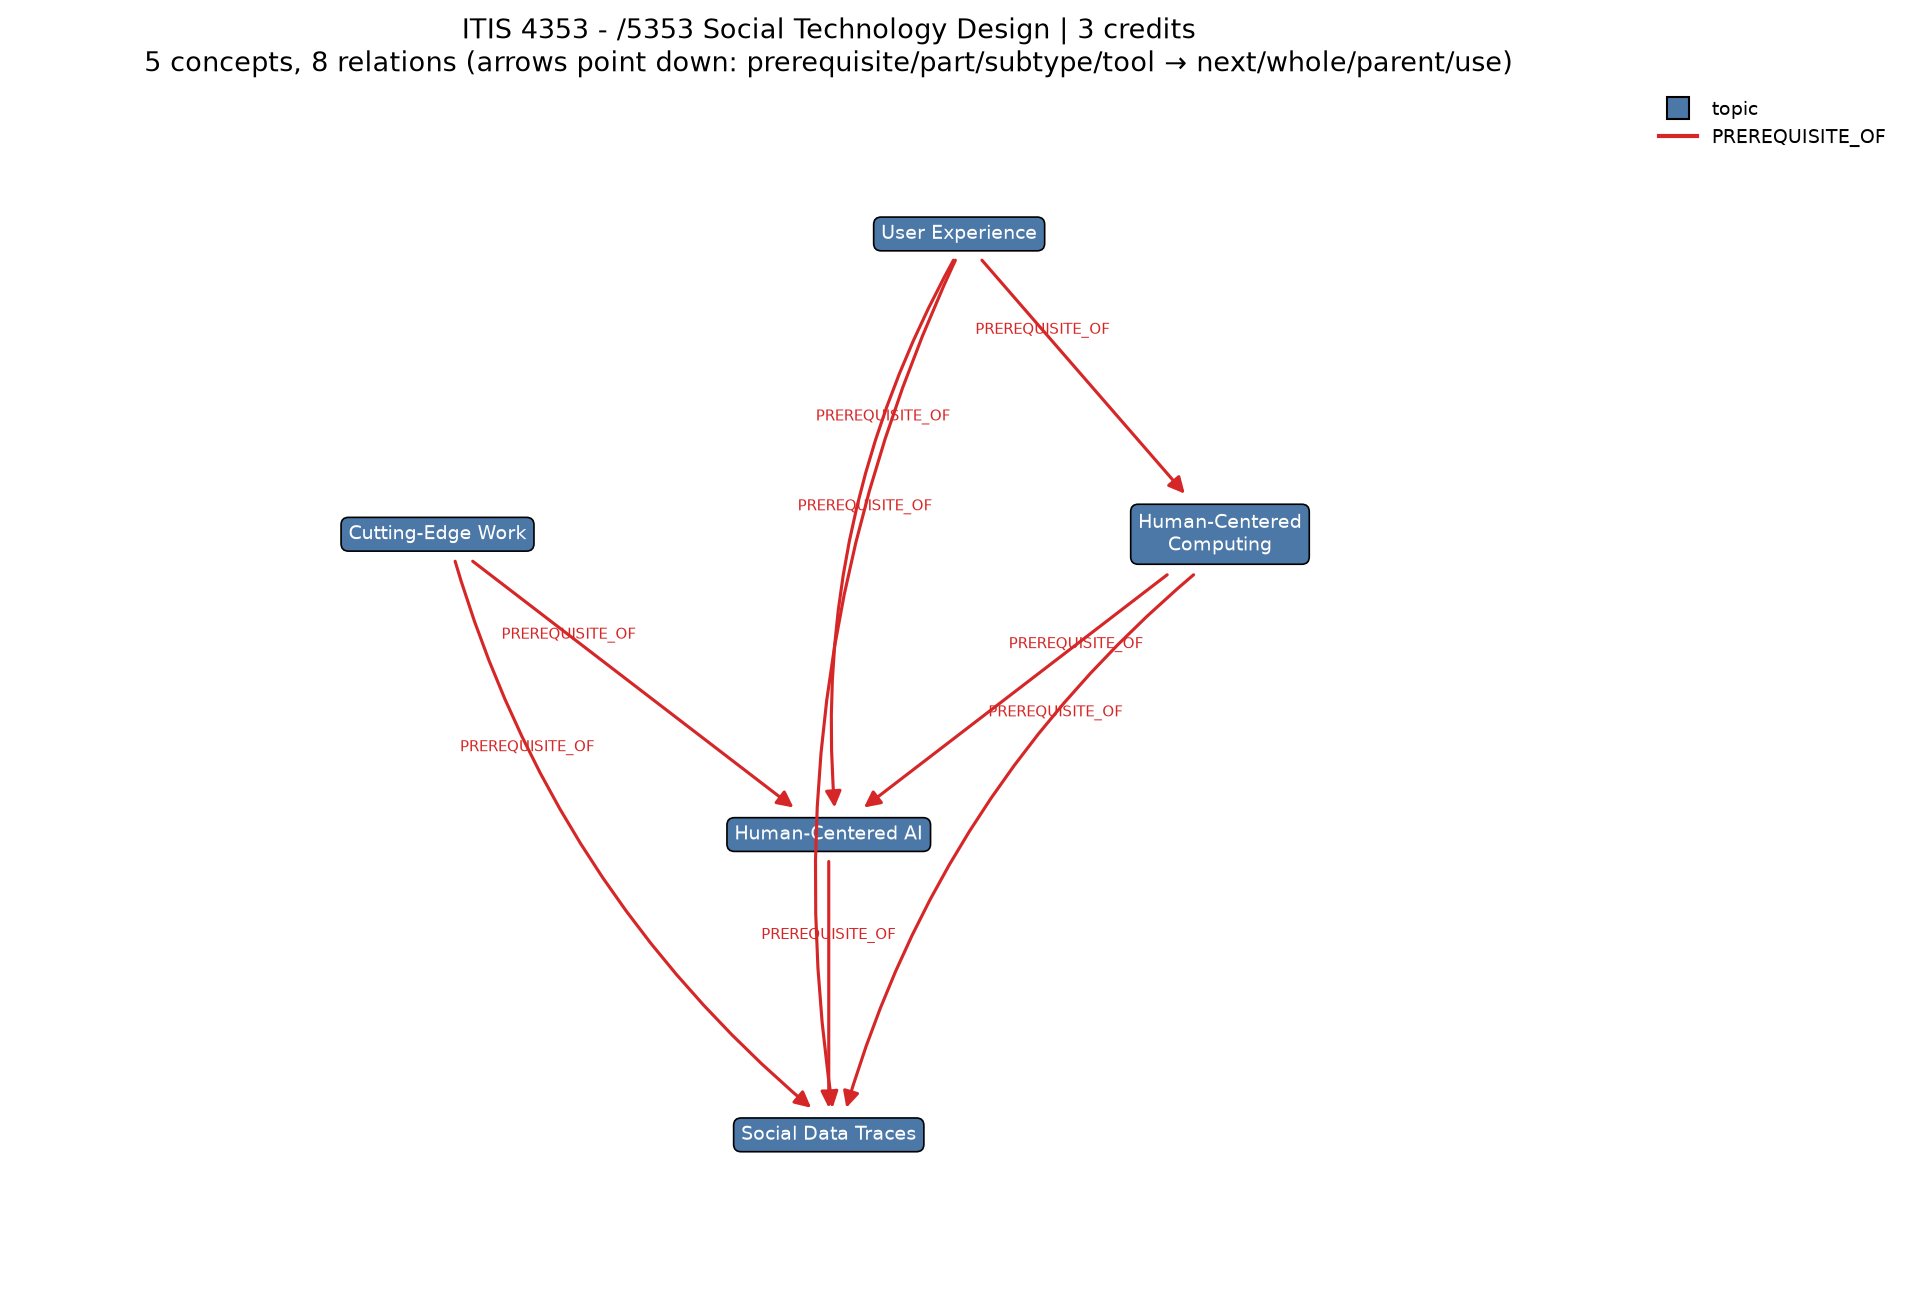 ITIS 4353 - /5353 Social Technology Design | 3 credits
5 concepts, 8 relations (arrows point down: prerequisite/part/subtype/tool → next/whole/parent/use)
topic
PREREQUISITE_OF
User Experience
PREREQUISITE_OF
PREREQUISITE_OF
PREREQUISITE_OF
Human-Centered
Computing
Cutting-Edge Work
PREREQUISITE_OF
PREREQUISITE_OF
PREREQUISITE_OF
PREREQUISITE_OF
Human-Centered AI
PREREQUISITE_OF
Social Data Traces